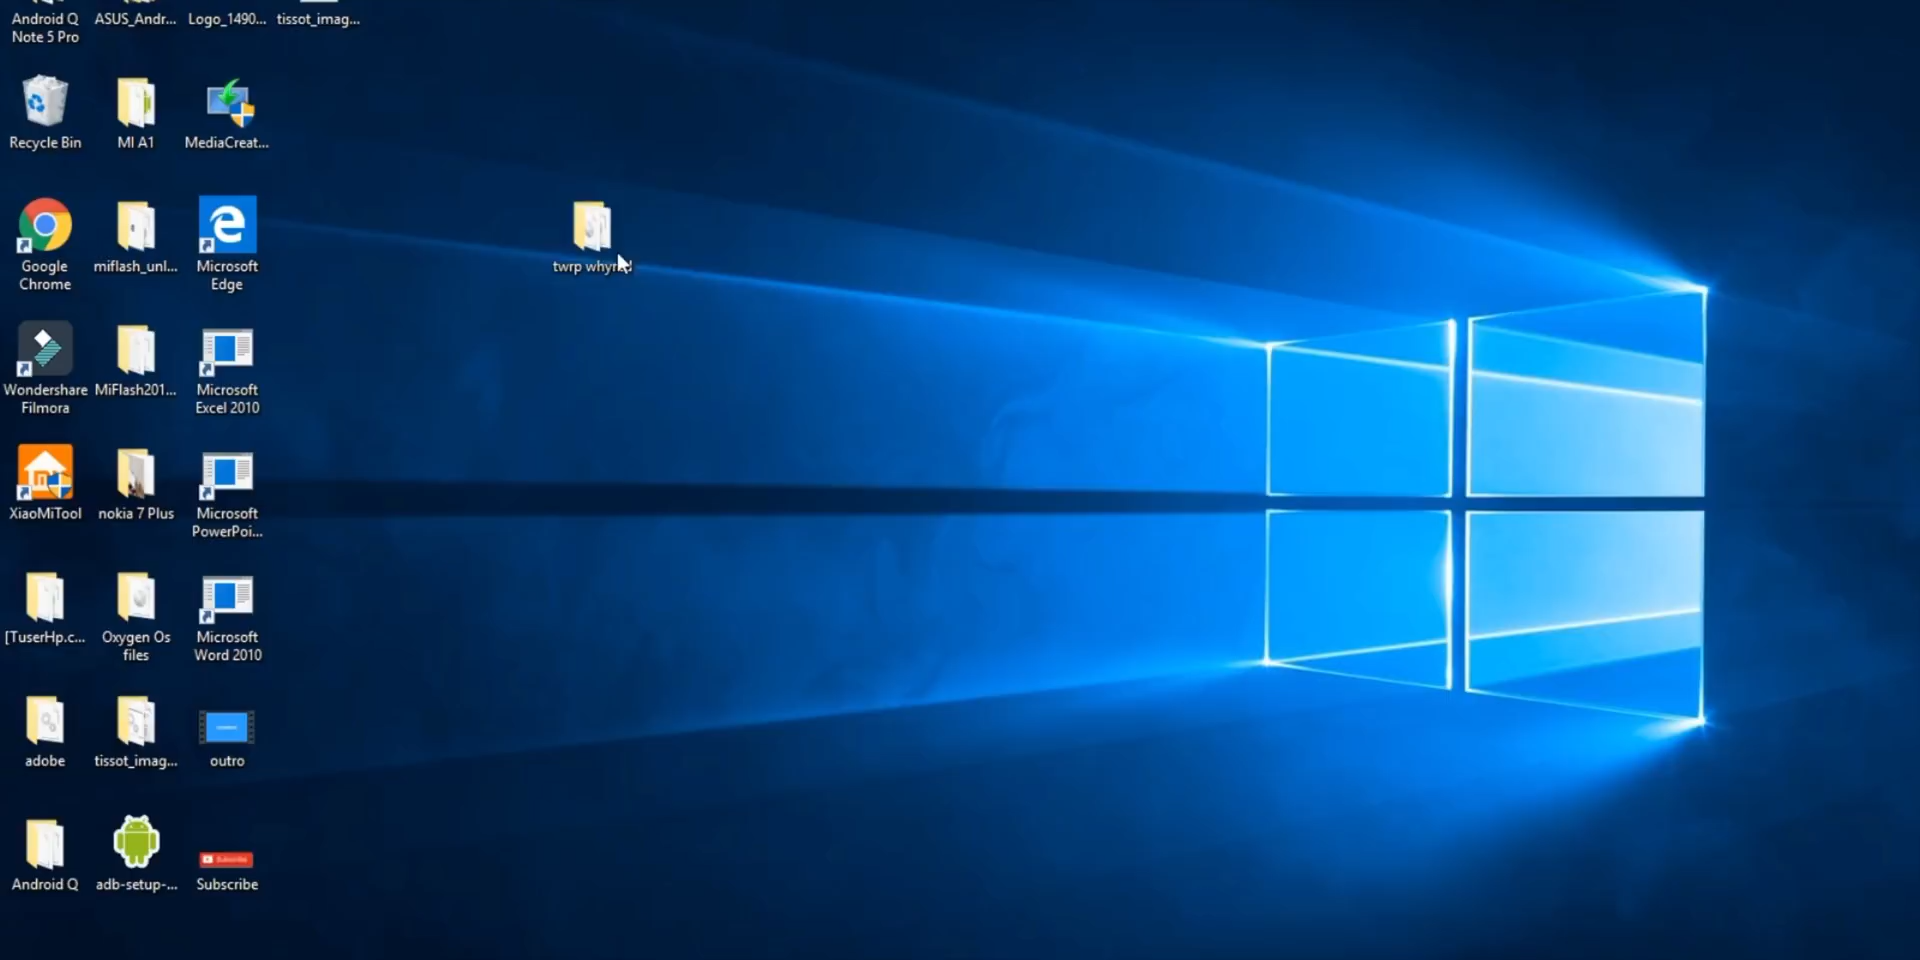 Android Q
Note 5 Pro
ASUS_Andr...
Logo_1490...
tissot_imag...
Recycle Bin
MI A1
MediaCreat...
Google
Chrome
miflash_unl...
Microsoft
Edge
twrp
Wondershare
Filmora
MiFlash201...
Microsoft
Excel 2010
XiaoMiTool
nokia 7 Plus
Microsoft
PowerPoi...
[TuserHp.c...
Oxygen Os
files
Microsoft
Word 2010
adobe
tissot_imag...
outro
Android Q
adb-setup-...
Subscribe
Subscribe